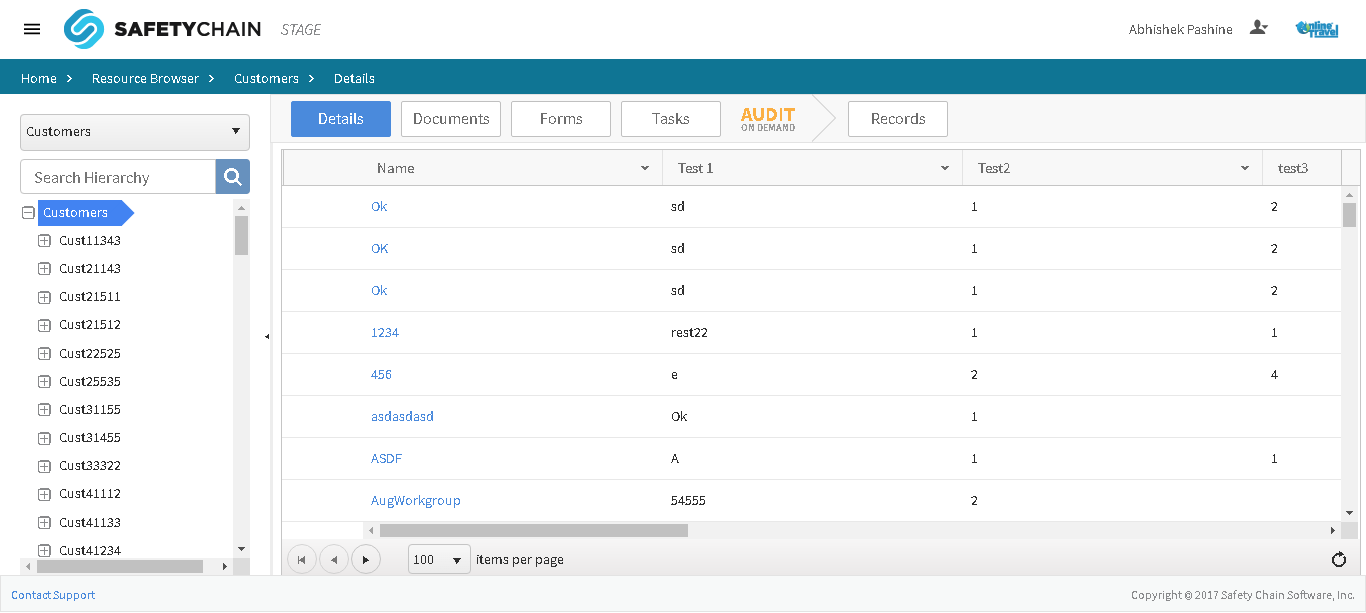 SAFETYCHAIN STAGE
Abhishek Pashine
Online Travel
Home > Resource Browser > Customers > Details
Customers
Search Hierarchy
Customers
Cust11343
Cust21143
Cust21511
Cust21512
Cust22525
Cust25535
Cust31155
Cust31455
Cust33322
Cust41112
Cust41133
Cust41234
Details Documents Forms Tasks AUDIT ON DEMAND Records
Name Test 1 Test2 test3
Ok sd 1 2
OK sd 1 2
Ok sd 1 2
1234 rest22 1 1
456 e 2 4
asdasdasd Ok 1
ASDF A 1 1
AugWorkgroup 54555 2
100 items per page
Contact Support
Copyright © 2017 Safety Chain Software, Inc.